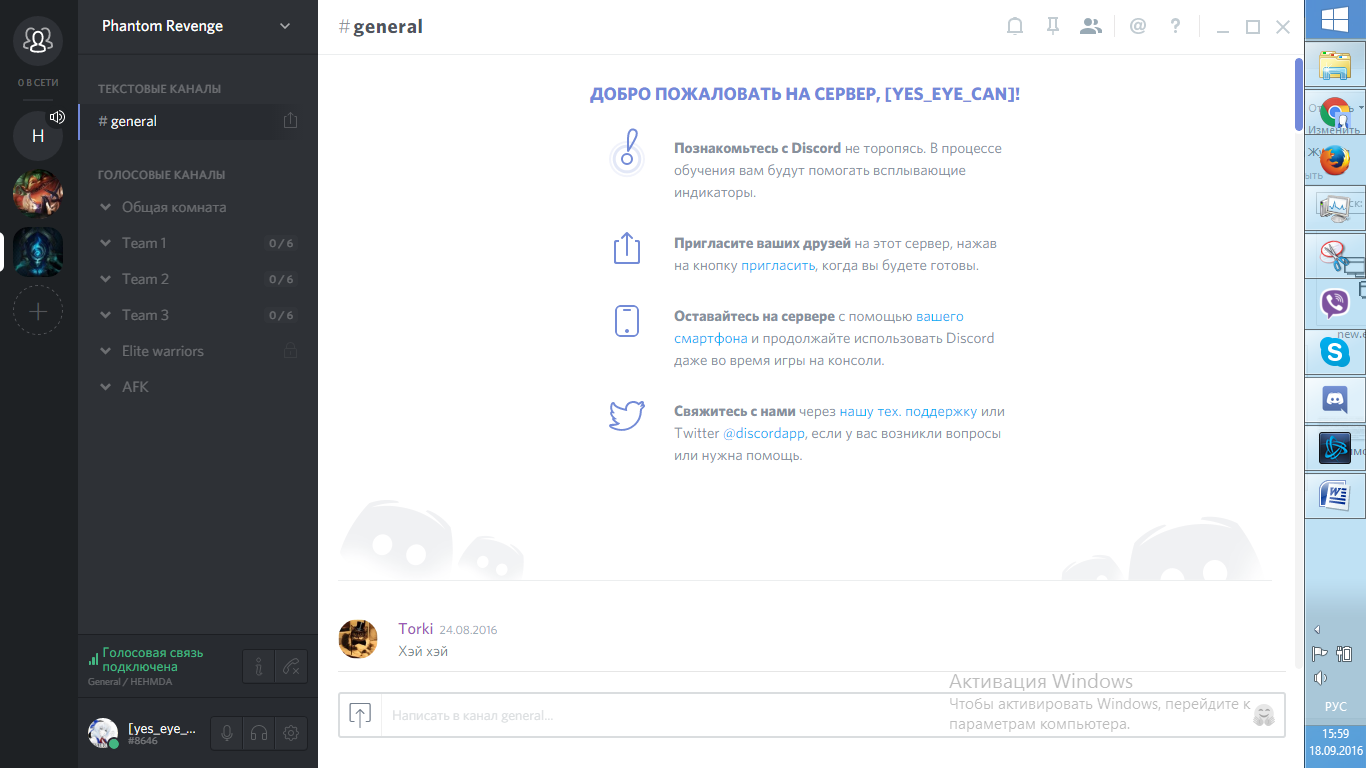 0 В СЕТИ
Н
Phantom Revenge
ТЕКСТОВЫЕ КАНАЛЫ
# general
ГОЛОСОВЫЕ КАНАЛЫ
Общая комната
Team 1 0 / 6
Team 2 0 / 6
Team 3 0 / 6
Elite warriors
AFK
Голосовая связь
подключена
General / HEHMDA
[yes_eye_...
#8646
# general
@ ?
ДОБРО ПОЖАЛОВАТЬ НА СЕРВЕР, [YES_EYE_CAN]!
Познакомьтесь с Discord не торопясь. В процессе
обучения вам будут помогать всплывающие
индикаторы.
Пригласите ваших друзей на этот сервер, нажав
на кнопку пригласить, когда вы будете готовы.
Оставайтесь на сервере с помощью вашего
смартфона и продолжайте использовать Discord
даже во время игры на консоли.
Свяжитесь с нами через нашу тех. поддержку или
Twitter @discordapp, если у вас возникли вопросы
или нужна помощь.
Torki 24.08.2016
Хэй хэй
Написать в канал general...
Активация Windows
Чтобы активировать Windows, перейдите к
параметрам компьютера.
Изменить
new.e
РУС
15:59
18.09.2016